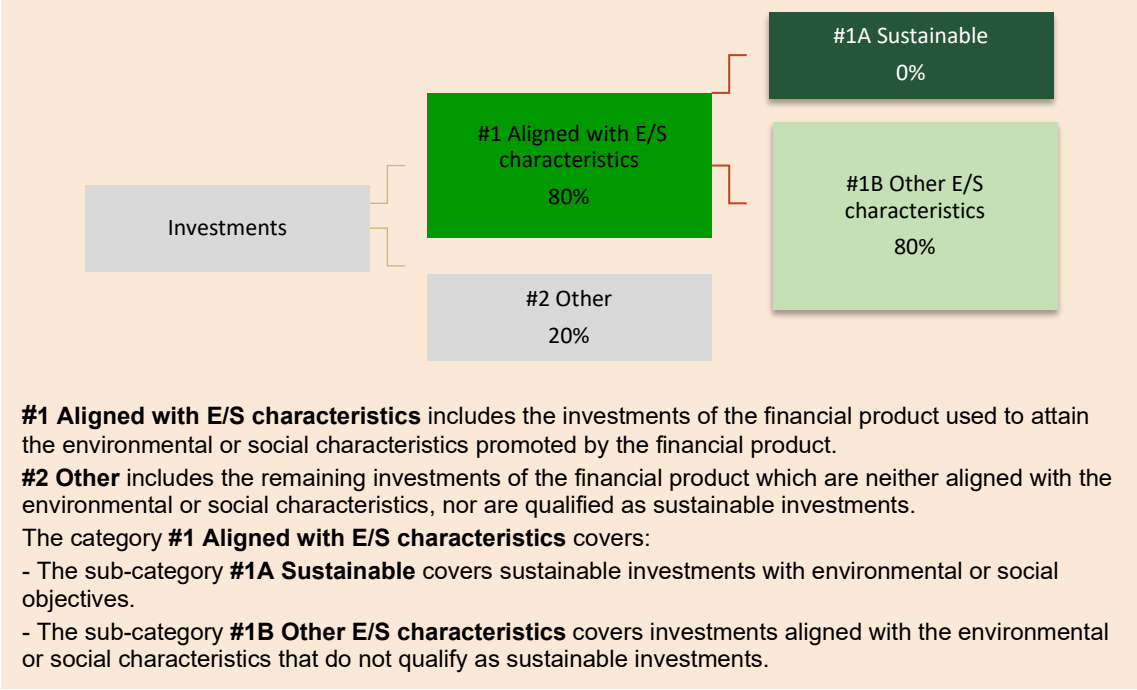 #1A Sustainable
0%
#1 Aligned with E/S
characteristics
80%
#1B Other E/S
characteristics
80%
Investments
#2 Other
20%
#1 Aligned with E/S characteristics includes the investments of the financial product used to attain
the environmental or social characteristics promoted by the financial product.
#2 Other includes the remaining investments of the financial product which are neither aligned with the
environmental or social characteristics, nor are qualified as sustainable investments.
The category #1 Aligned with E/S characteristics covers:
- The sub-category #1A Sustainable covers sustainable investments with environmental or social
objectives.
- The sub-category #1B Other E/S characteristics covers investments aligned with the environmental
or social characteristics that do not qualify as sustainable investments.